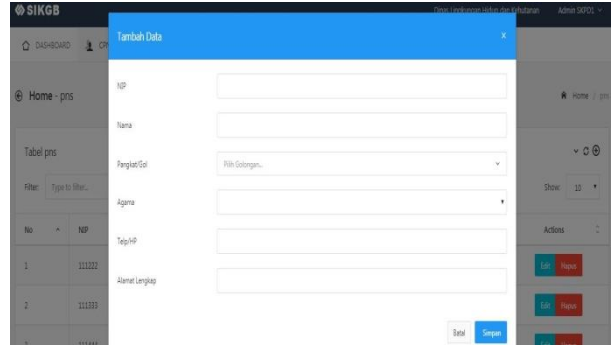 SIKGB
Dinas Lingkungan Hidup dan Kehutanan Admin SKPD1
DASHBOARD
Tambah Data x
Home - pns
Home / pns
NIP
Nama
Tabel pns
Pangkat/Gol Pilih Golongan...
Filter: Type to filter...
Show: 10
Agama
No NIP Actions
Telp/HP
1 111222 Edit Hapus
Alamat Lengkap
2 111333 Edit Hapus
Batal Simpan